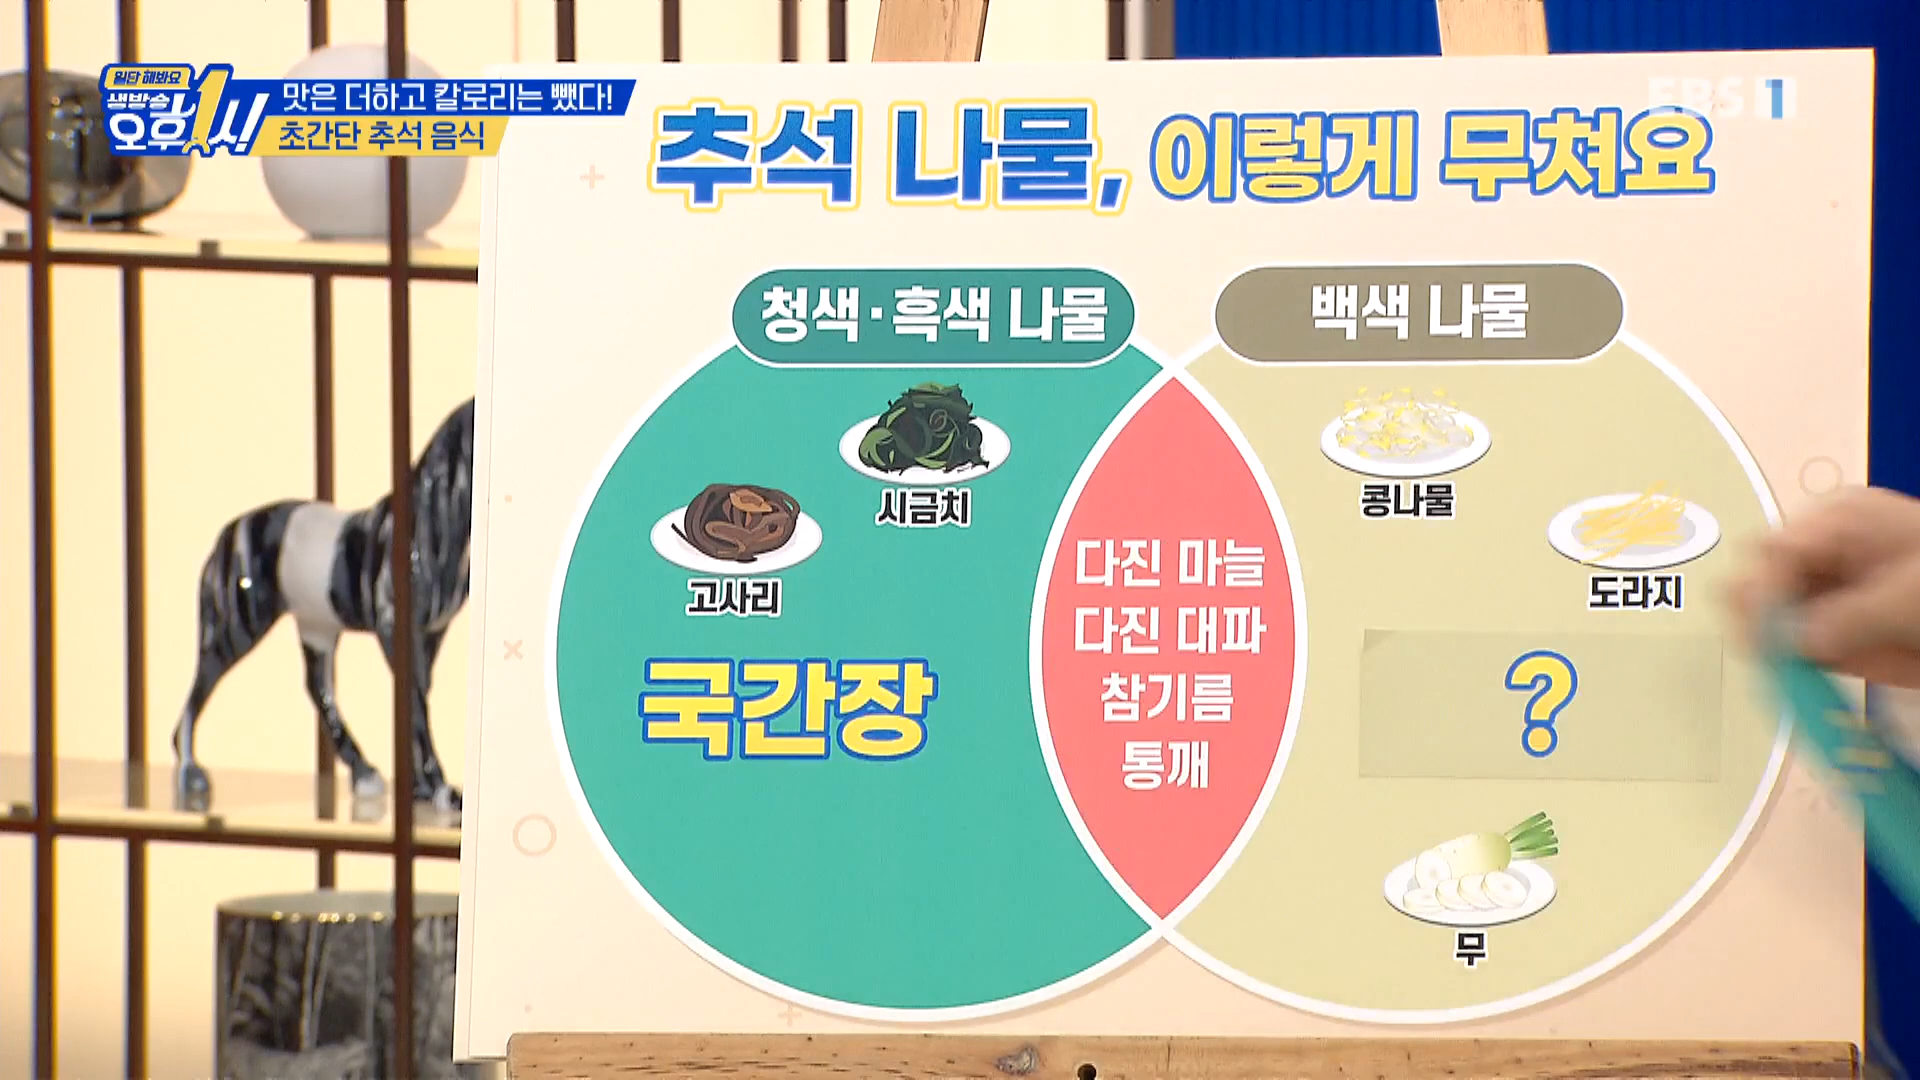 일단 해봐요
생방송
오후1시!
맛은 더하고 칼로리는 뺐다!
초간단 추석 음식
EBS 1
추석 나물, 이렇게 무쳐요
청색·흑색 나물
백색 나물
시금치
고사리
국간장
다진 마늘
다진 대파
참기름
통깨
콩나물
도라지
?
무